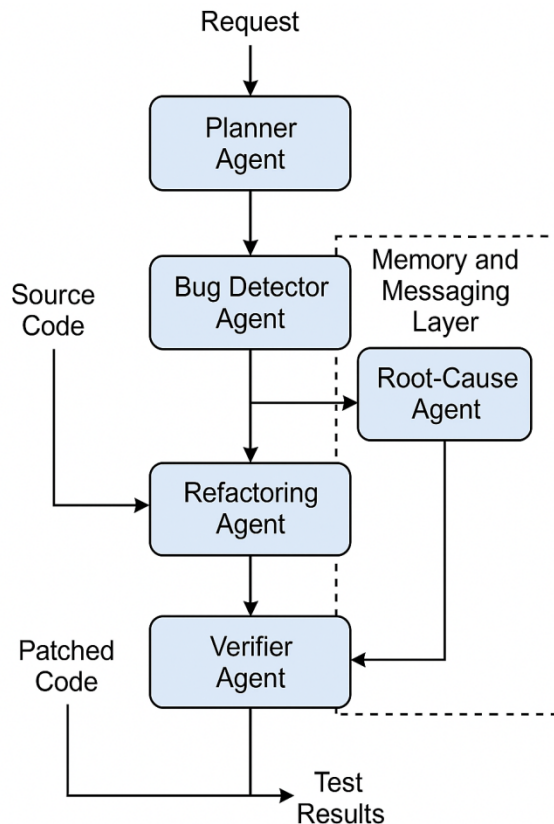 Request
Planner
Agent
Bug Detector
Agent
Memory and
Messaging
Layer
Source
Code
Root-Cause
Agent
Refactoring
Agent
Verifier
Agent
Patched
Code
Test
Results